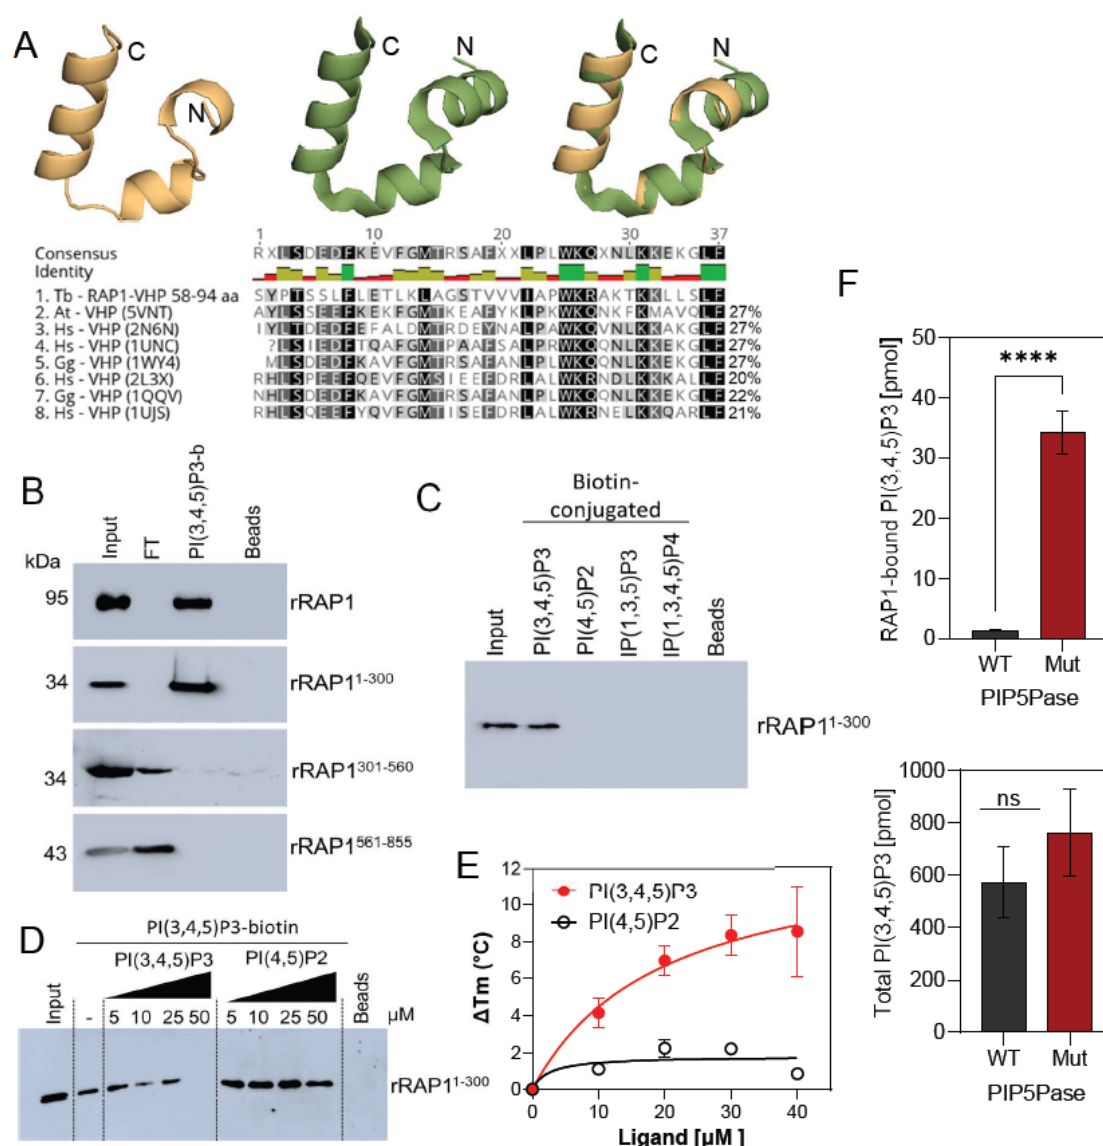 A
C
N
C
N
C
N
1 10 20 30 37
Consensus RXLSDEDFKEVFGMTRSAFXXLPLWKQXNLKKEKGLF
Identity
1. Tb - RAP1-VHP 58-94 aa SYPTSSLFLETLKLAGSTVVVIAPWKRAKTKKLLSLF
2. At - VHP (5VNT) AYLSSEEFKEKFGMTKEAFYKLPKWKQNKFKMAVQLF 27%
3. Hs - VHP (2N6N) IYLTDEDFEFALDMTRDEYNALPAWKQVNLKKAKGLF 27%
4. Hs - VHP (1UNC) ?LSIEDFTQAFGMTPAAFSALPRWKQQNLKKEKGLF 27%
5. Gg - VHP (1WY4) MLSDEDFKAVFGMTRSAFANLPLWKQQNLKKEKGLF 27%
6. Hs - VHP (2L3X) RHLSPEEFQEVFGMSIEEFDRLALWKRNDLKKKALLF 20%
7. Gg - VHP (1QQV) RHLSPEEFQEVFGMSIEEFDRLALWKRNDLKKKALLF 22%
8. Hs - VHP (1UJS) RHLSQEEFYQVFGMTISEFDRLALWKRNELKKQARLF 21%
B
kDa Input FT PI(3,4,5)P3-b Beads
95 rRAP1
34 rRAP1¹⁻³⁰⁰
34 rRAP1³⁰¹⁻⁵⁶⁰
43 rRAP1⁵⁶¹⁻⁸⁵⁵
C
Biotin-
conjugated
Input PI(3,4,5)P3 PI(4,5)P2 IP(1,3,5)P3 IP(1,3,4,5)P4 Beads
rRAP1¹⁻³⁰⁰
D
PI(3,4,5)P3-biotin
PI(3,4,5)P3 PI(4,5)P2
Input - 5 10 25 50 5 10 25 50 µM Beads
rRAP1¹⁻³⁰⁰
E
12
10
8
6
4
2
0
ΔTm (°C)
PI(3,4,5)P3
PI(4,5)P2
0 10 20 30 40
Ligand [µM ]
F
50
40
30
20
10
0
RAP1-bound PI(3,4,5)P3 [pmol]
****
WT Mut
PIP5Pase
1000
800
600
400
200
0
Total PI(3,4,5)P3 [pmol]
ns
WT Mut
PIP5Pase